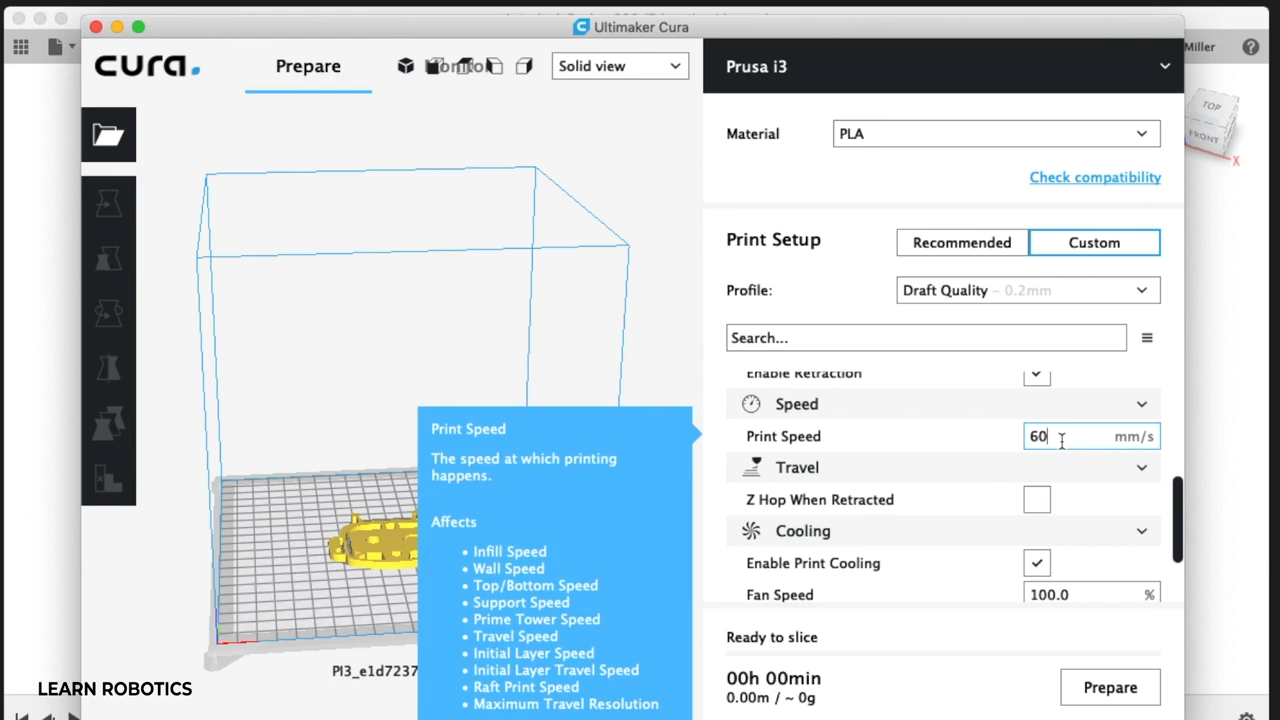 Ultimaker Cura
Miller
cura.
Prepare
Solid view
Prusa i3
TOP
FRONT
X
Material
PLA
Check compatibility
Print Setup
Recommended
Custom
Profile:
Draft Quality - 0.2mm
Search...
Enable Retraction
Speed
Print Speed
60
mm/s
Travel
Z Hop When Retracted
Cooling
Enable Print Cooling
Fan Speed
100.0
%
Print Speed
The speed at which printing
happens.
Affects
• Infill Speed
• Wall Speed
• Top/Bottom Speed
• Support Speed
• Prime Tower Speed
• Travel Speed
• Initial Layer Speed
• Initial Layer Travel Speed
• Raft Print Speed
• Maximum Travel Resolution
PI3_e1d7237
Ready to slice
00h 00min
0.00m / ~ 0g
Prepare
LEARN ROBOTICS